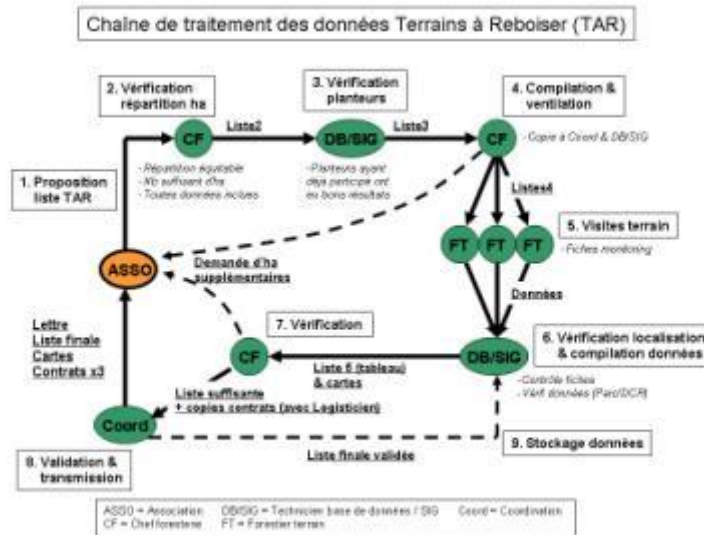 Chaîne de traitement des données Terrains à Reboiser (TAR)
2. Vérification
répartition ha
3. Vérification
planteurs
4. Compilation &
ventilation
CF
Liste2
DB/SIG
Liste3
CF
- Copie à Coord & DB/SIG
- Répartition équitable
- Nb suffisant d'ha
- Toutes données inclues
- Planteurs ayant
déjà participé ont
eu bons résultats
1. Proposition
liste TAR
Listes4
5. Visites terrain
FT
FT
FT
- Fiches monitoring
ASSO
Demande d'ha
supplémentaires
Données
Lettre
Liste finale
Cartes
Contrats x3
7. Vérification
CF
Liste 5 (tableau)
& cartes
DB/SIG
6. Vérification localisation
& compilation données
- Contrôle fiches
- Vérif données (Parc/DCR)
Liste suffisante
+ copies contrats (avec Logisticien)
Coord
9. Stockage données
8. Validation &
transmission
Liste finale validée
ASSO = Association
DB/SIG = Technicien base de données / SIG
Coord = Coordination
CF = Chef foresterie
FT = Forestier terrain